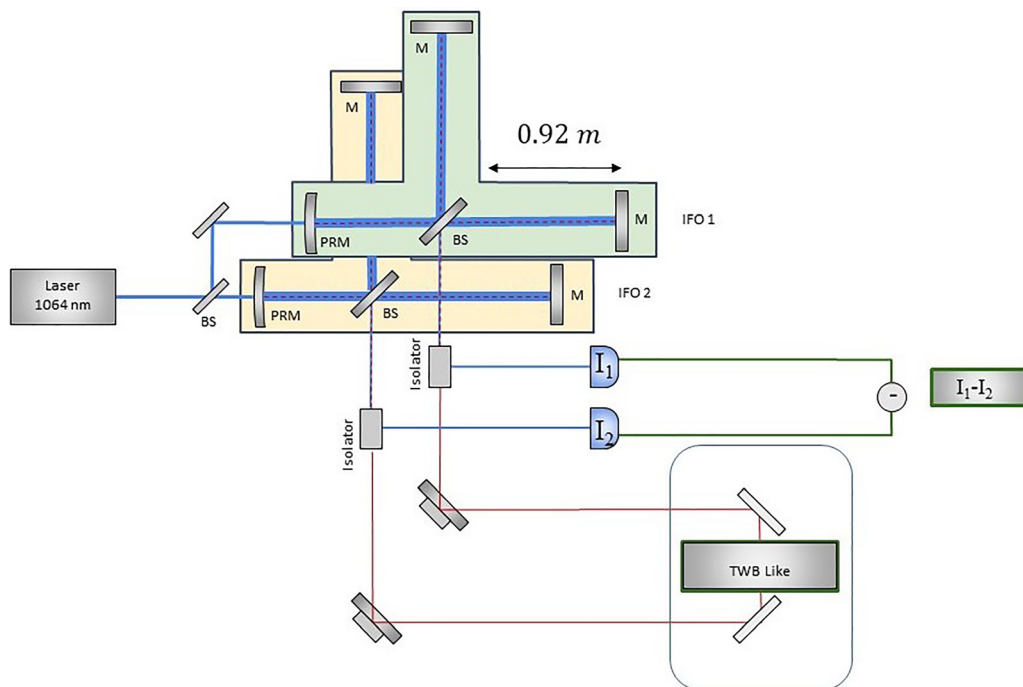 M
M
0.92 m
M
IFO 1
PRM
BS
Laser
1064 nm
BS
M
IFO 2
PRM
BS
Isolator
I1
I1-I2
-
Isolator
I2
TWB Like